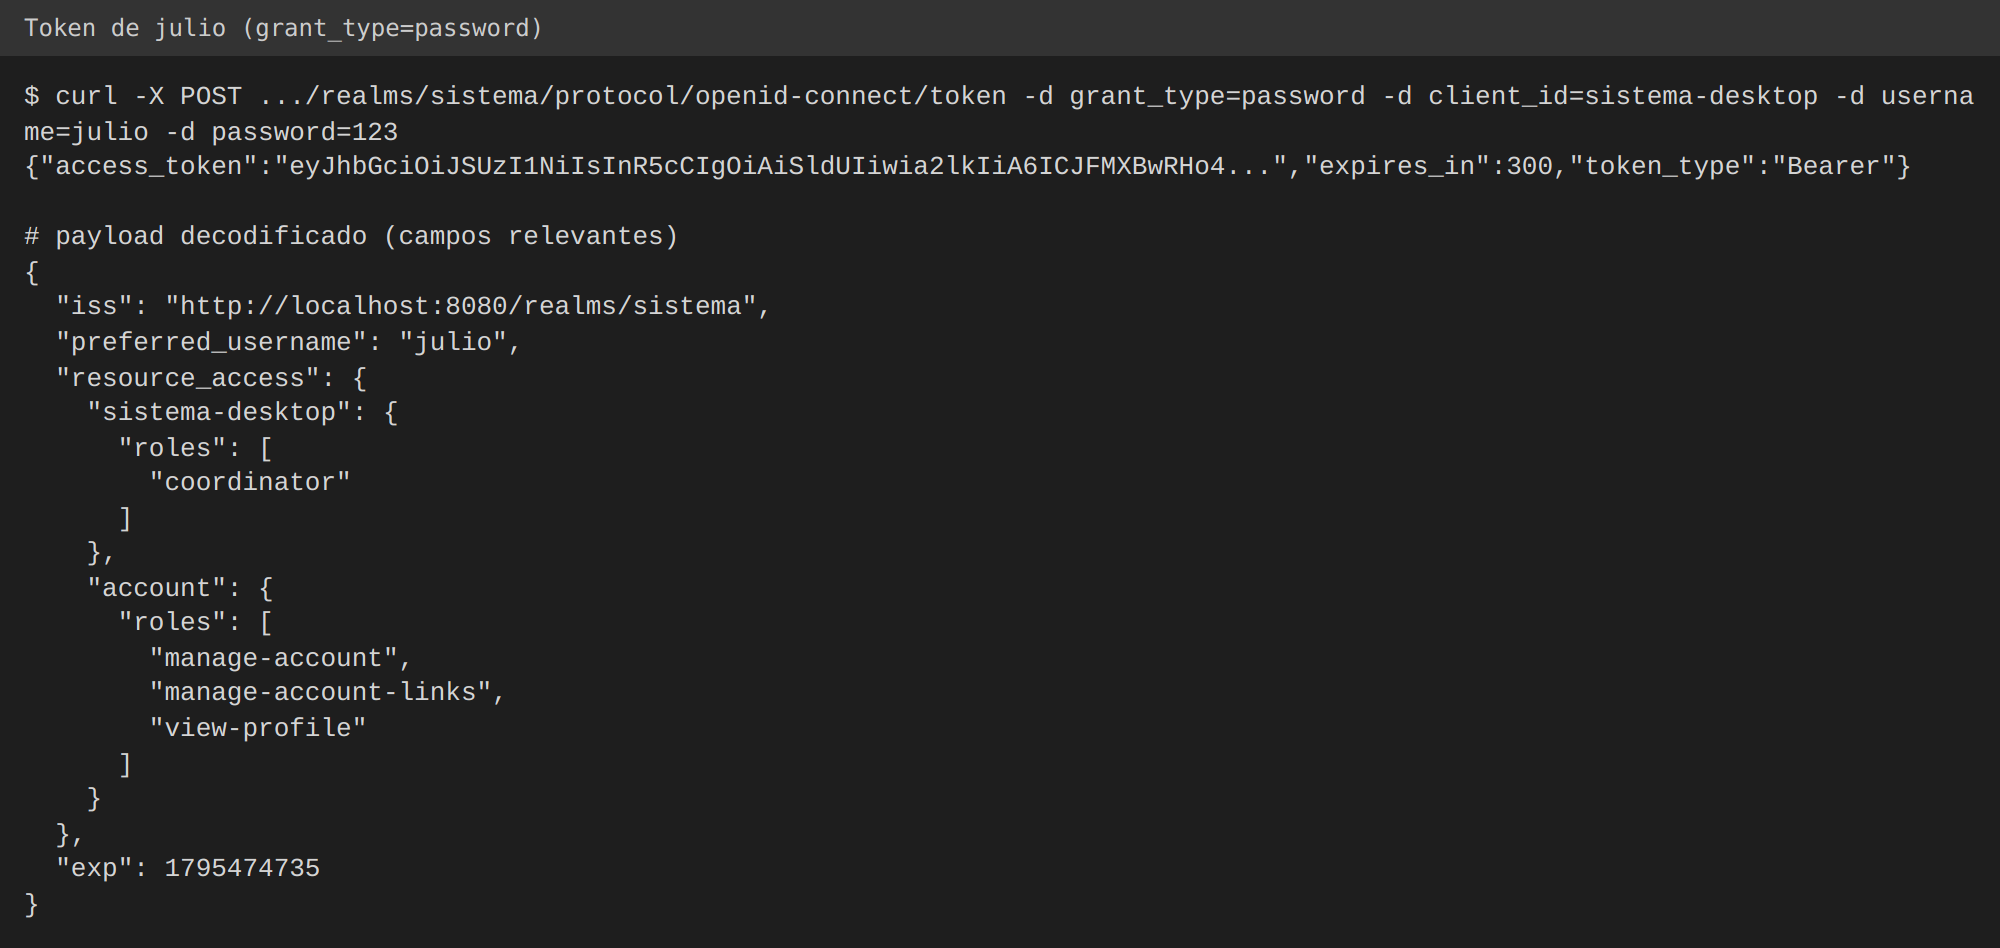 Token de julio (grant_type=password)
$ curl -X POST .../realms/sistema/protocol/openid-connect/token -d grant_type=password -d client_id=sistema-desktop -d userna
me=julio -d password=123
{"access_token":"eyJhbGciOiJSUzI1NiIsInR5cCIgOiAiSldUIiwia2lkIiA6ICJFMXBwRHo4...","expires_in":300,"token_type":"Bearer"}
# payload decodificado (campos relevantes)
{
  "iss": "http://localhost:8080/realms/sistema",
  "preferred_username": "julio",
  "resource_access": {
    "sistema-desktop": {
      "roles": [
        "coordinator"
      ]
    },
    "account": {
      "roles": [
        "manage-account",
        "manage-account-links",
        "view-profile"
      ]
    }
  },
  "exp": 1795474735
}